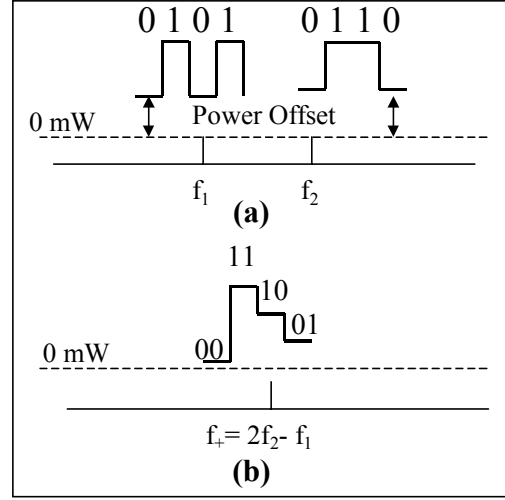 0 1 0 1 0 1 1 0
0 mW Power Offset
f₁ f₂
(a)
11
10
00 01
0 mW
f₊= 2f₂- f₁
(b)